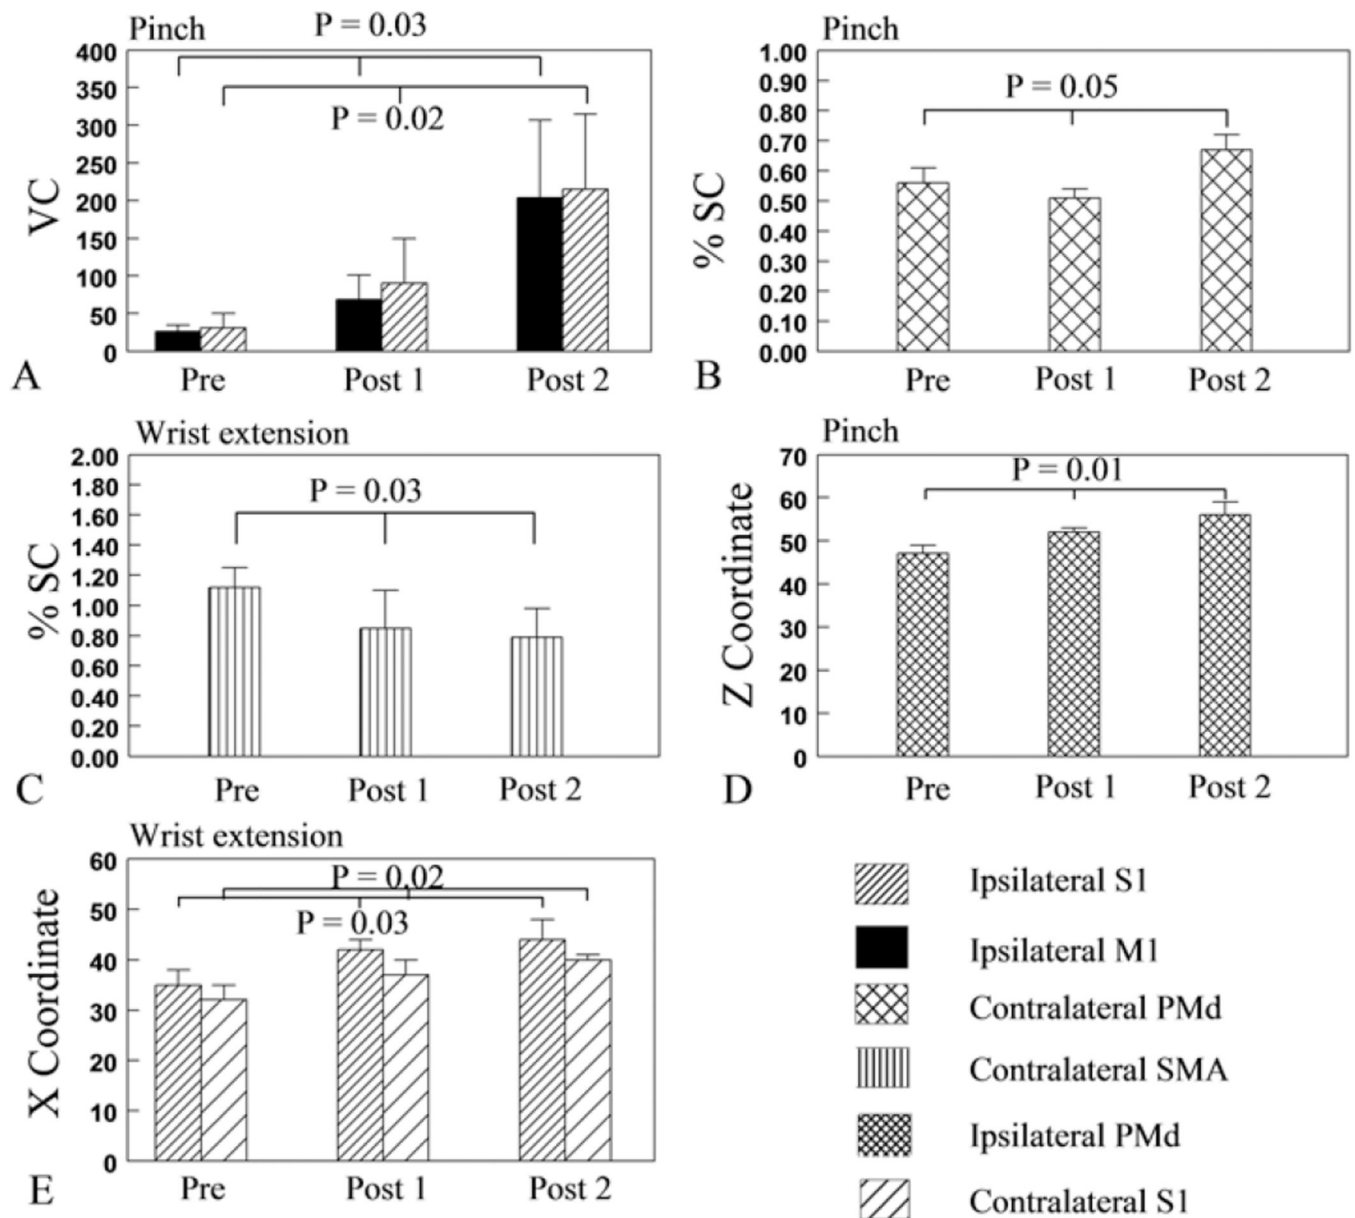 Pinch
P = 0.03
400
350
300
250
200
150
100
50
0
VC
P = 0.02
A
Pre
Post 1
Post 2
Pinch
1.00
0.90
0.80
0.70
0.60
0.50
0.40
0.30
0.20
0.10
0.00
% SC
P = 0.05
B
Pre
Post 1
Post 2
Wrist extension
2.00
1.80
1.60
1.40
1.20
1.00
0.80
0.60
0.40
0.20
0.00
% SC
P = 0.03
C
Pre
Post 1
Post 2
Pinch
70
60
50
40
30
20
10
0
Z Coordinate
P = 0.01
D
Pre
Post 1
Post 2
Wrist extension
60
50
40
30
20
10
0
X Coordinate
P = 0.02
P = 0.03
E
Pre
Post 1
Post 2
Ipsilateral S1
Ipsilateral M1
Contralateral PMd
Contralateral SMA
Ipsilateral PMd
Contralateral S1